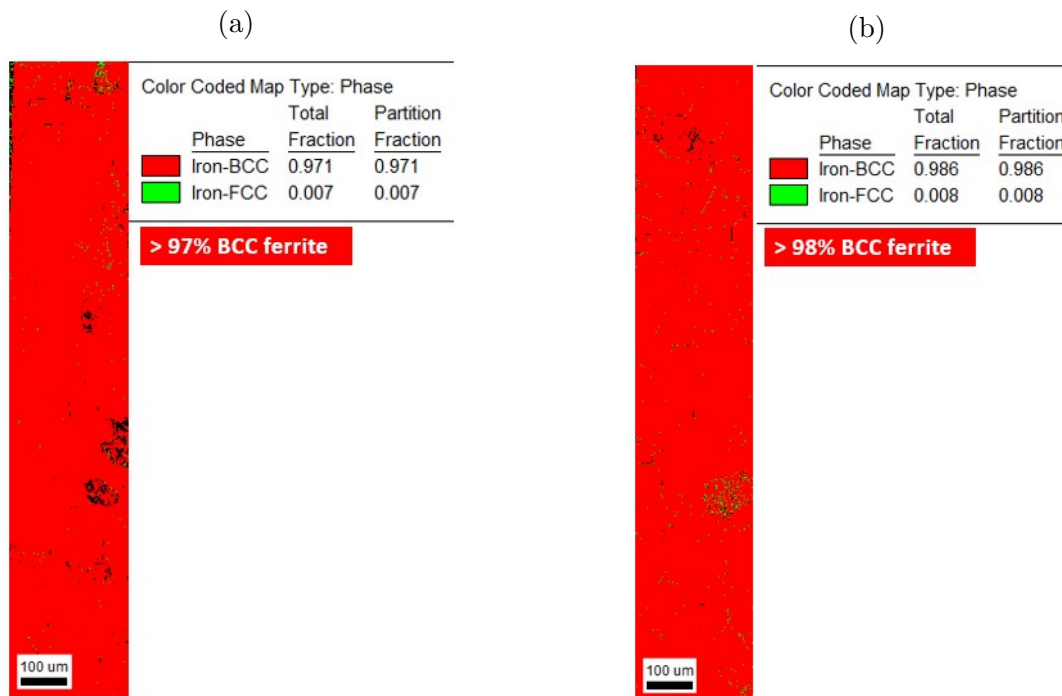 (a)
Color Coded Map Type: Phase
Total Partition
Phase Fraction Fraction
Iron-BCC 0.971 0.971
Iron-FCC 0.007 0.007
> 97% BCC ferrite
100 um
(b)
Color Coded Map Type: Phase
Total Partition
Phase Fraction Fraction
Iron-BCC 0.986 0.986
Iron-FCC 0.008 0.008
> 98% BCC ferrite
100 um